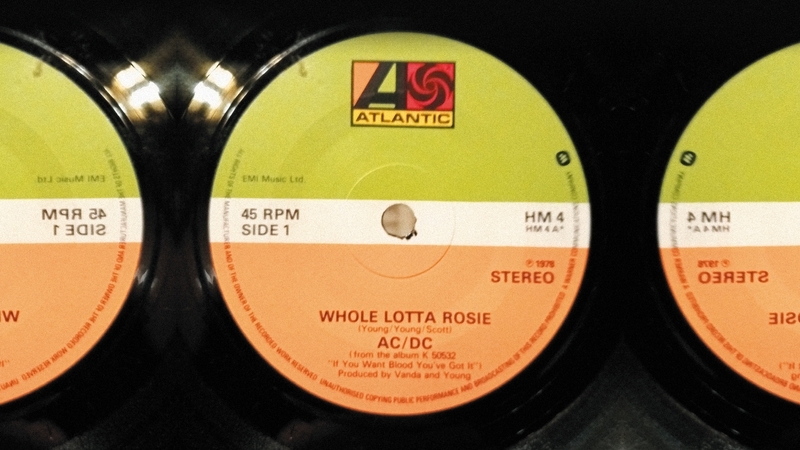 ATLANTIC
EMI Music Ltd.
45 RPM
SIDE 1
HM 4
HM 4 A*
℗ 1978
STEREO
WHOLE LOTTA ROSIE
(Young/Young/Scott)
AC/DC
(from the album K 50532
"If You Want Blood You've Got It")
Produced by Vanda and Young
UNAUTHORISED COPYING PUBLIC PERFORMANCE AND BROADCASTING OF THIS RECORD PROHIBITED
EMI Music Ltd.
45 RPM
SIDE 1
HM 4
HM 4 A*
STEREO